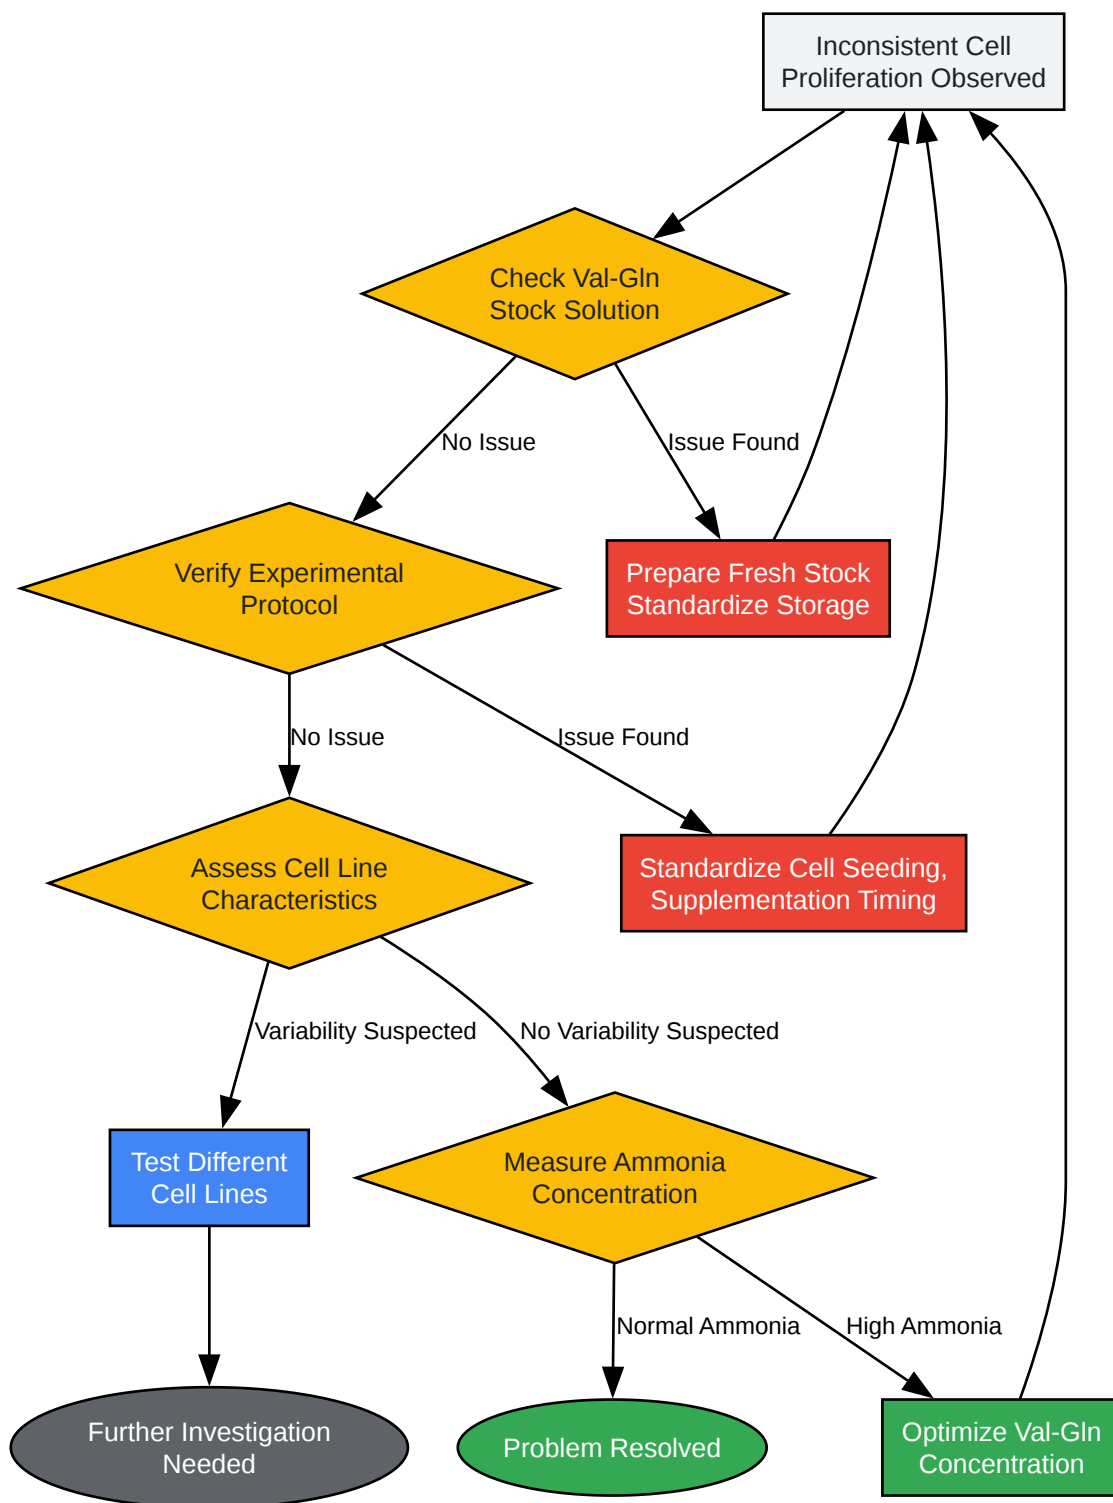 Inconsistent Cell
Proliferation Observed
Check Val-Gln
Stock Solution
No Issue
Issue Found
Verify Experimental
Protocol
Prepare Fresh Stock
Standardize Storage
No Issue
Issue Found
Assess Cell Line
Characteristics
Standardize Cell Seeding,
Supplementation Timing
Variability Suspected
No Variability Suspected
Test Different
Cell Lines
Measure Ammonia
Concentration
Normal Ammonia
High Ammonia
Further Investigation
Needed
Problem Resolved
Optimize Val-Gln
Concentration